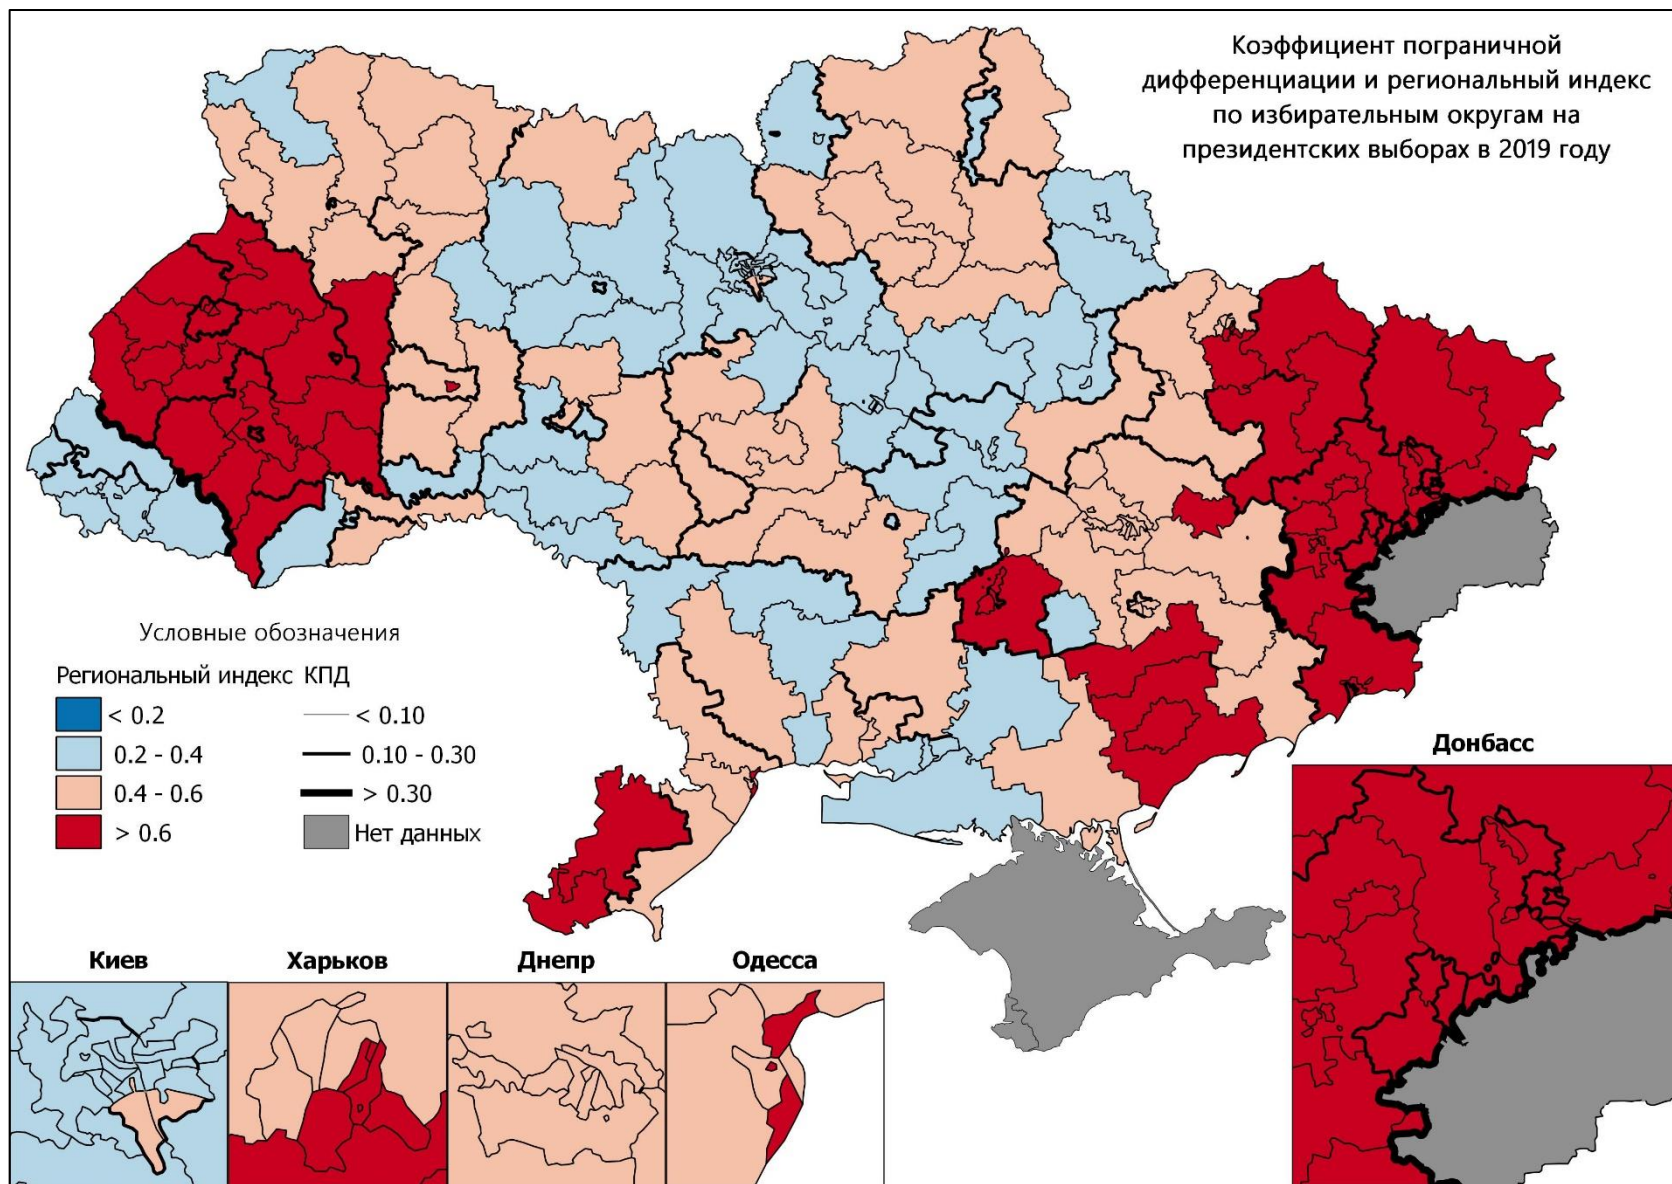 Коэффициент пограничной
дифференциации и региональный индекс
по избирательным округам на
президентских выборах в 2019 году
Условные обозначения
Региональный индекс КПД
< 0.2 < 0.10
0.2 - 0.4 0.10 - 0.30
0.4 - 0.6 > 0.30
> 0.6 Нет данных
Донбасс
Киев Харьков Днепр Одесса